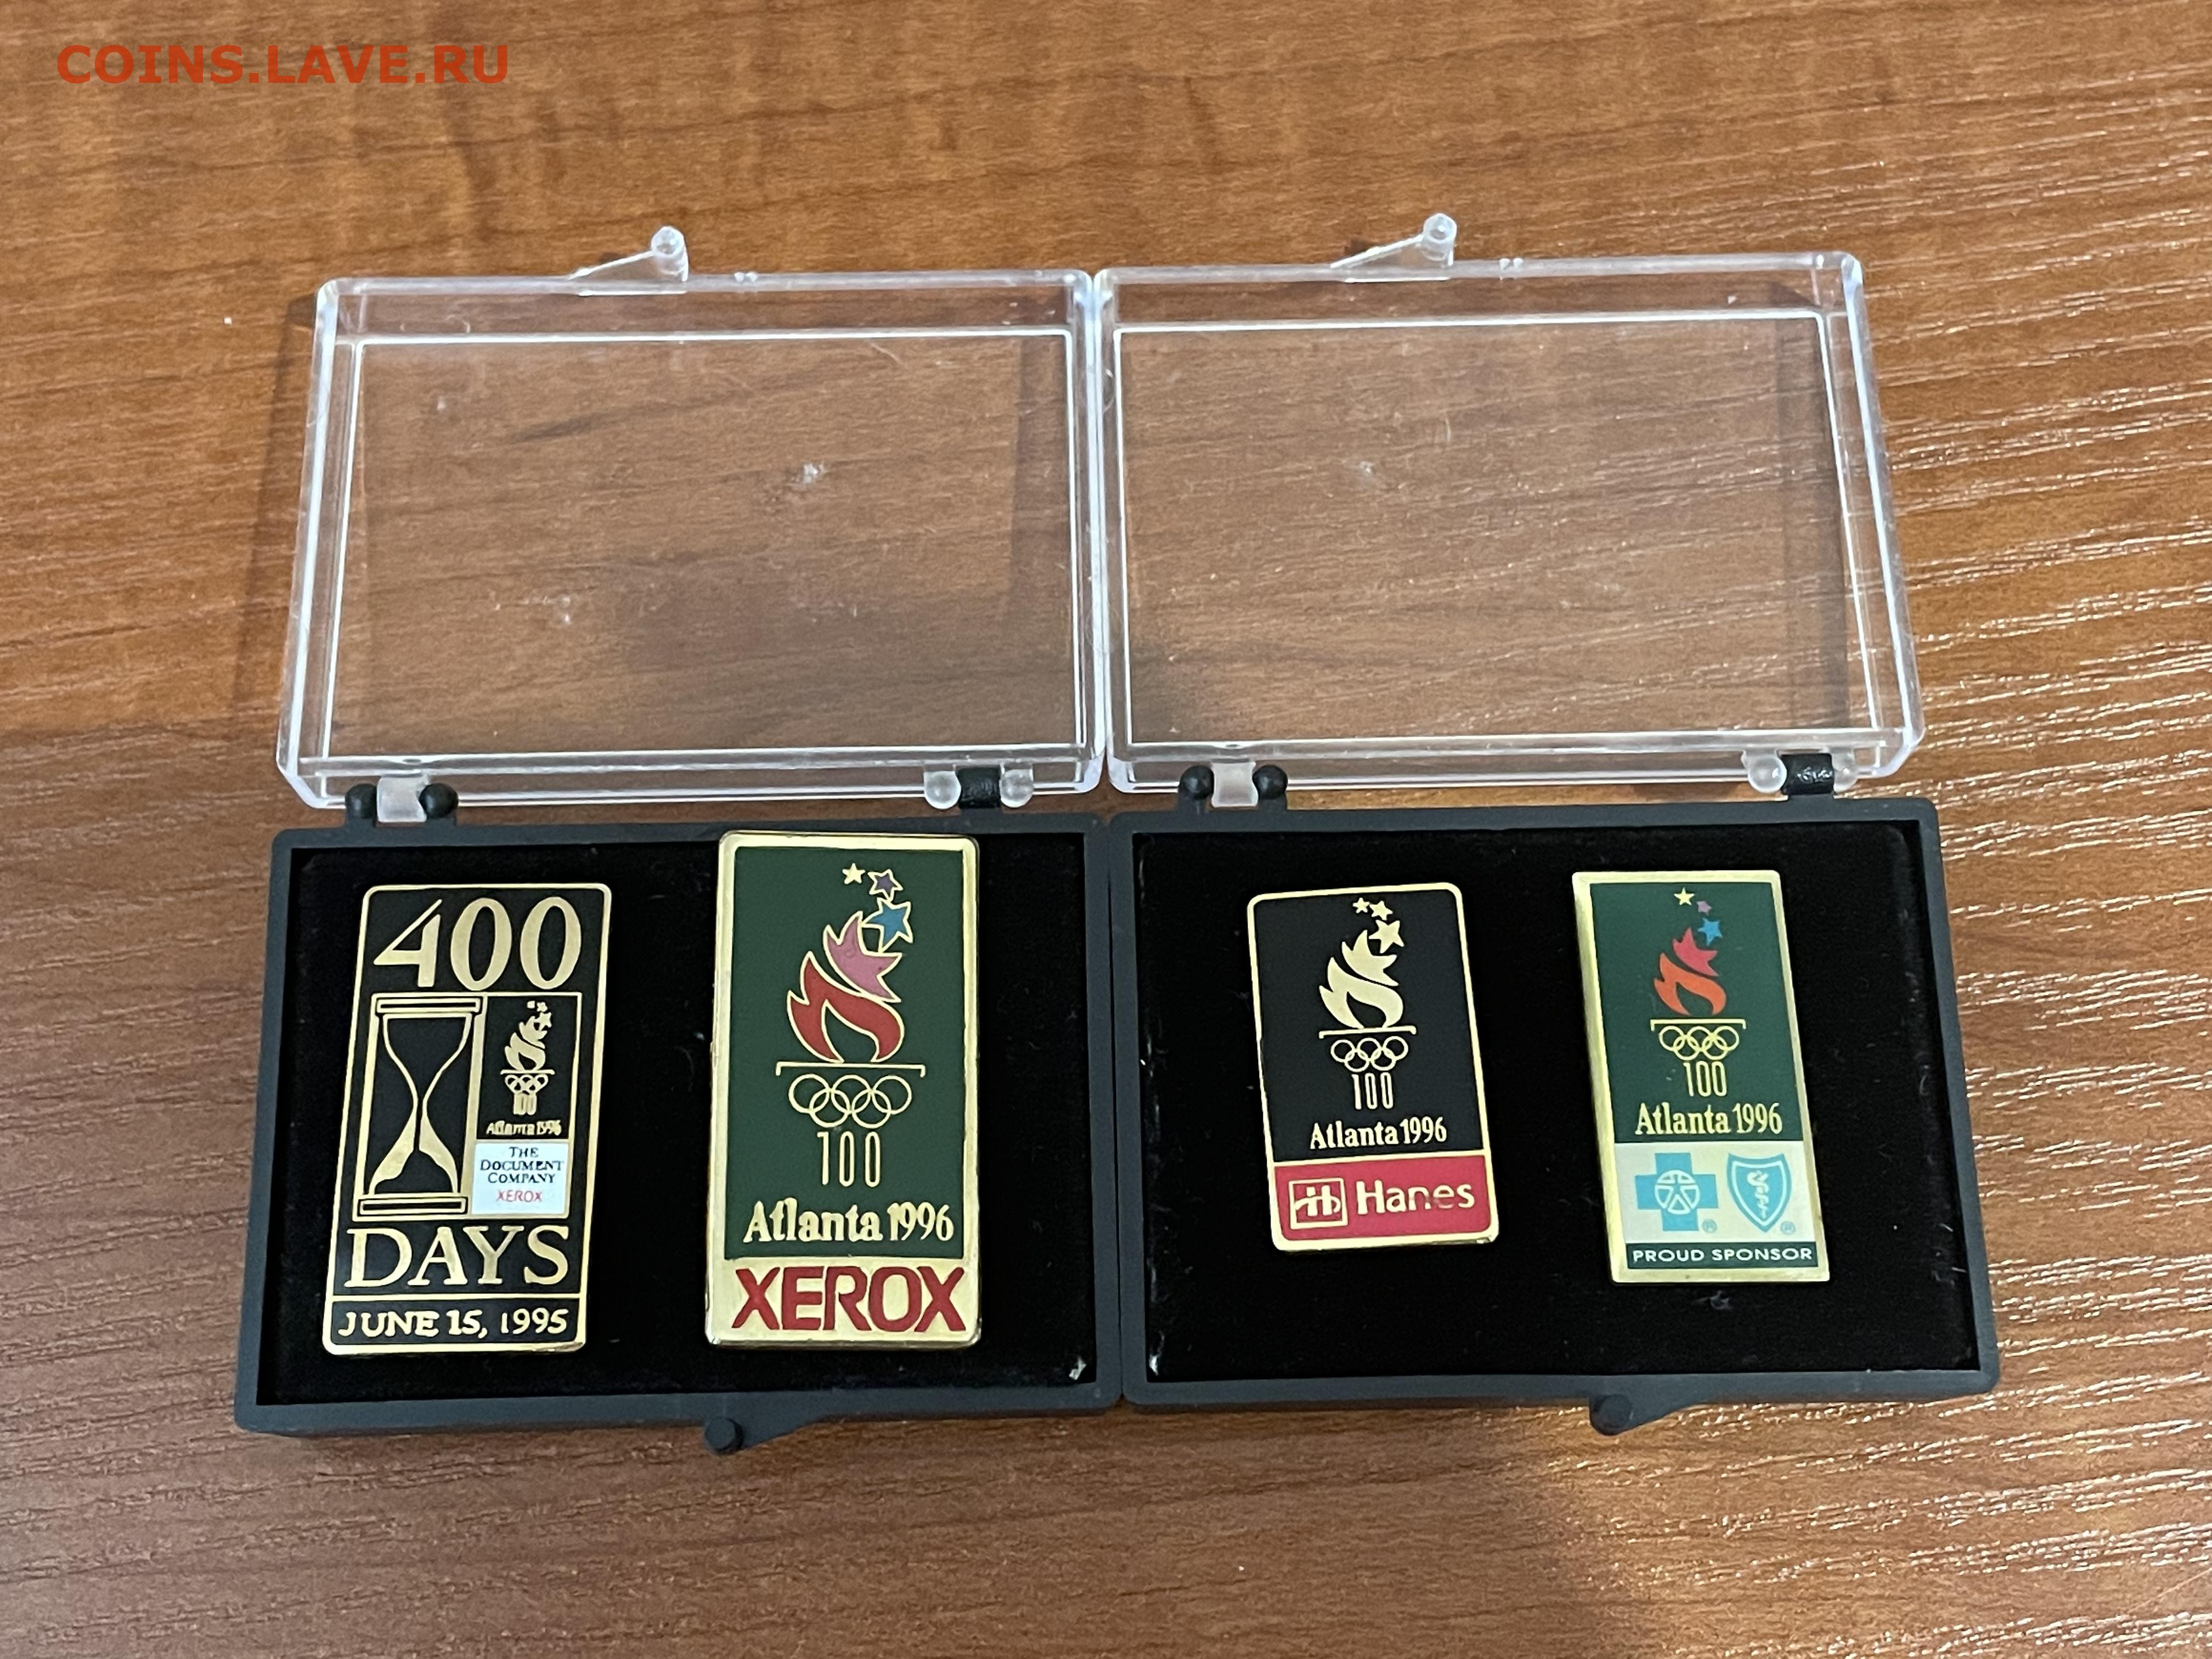 COINS.LAVE.RU
400
100
Atlanta 1996
THE
DOCUMENT
COMPANY
XEROX
DAYS
JUNE 15, 1995
100
Atlanta 1996
XEROX
100
Atlanta 1996
Hanes
100
Atlanta 1996
® ®
PROUD SPONSOR